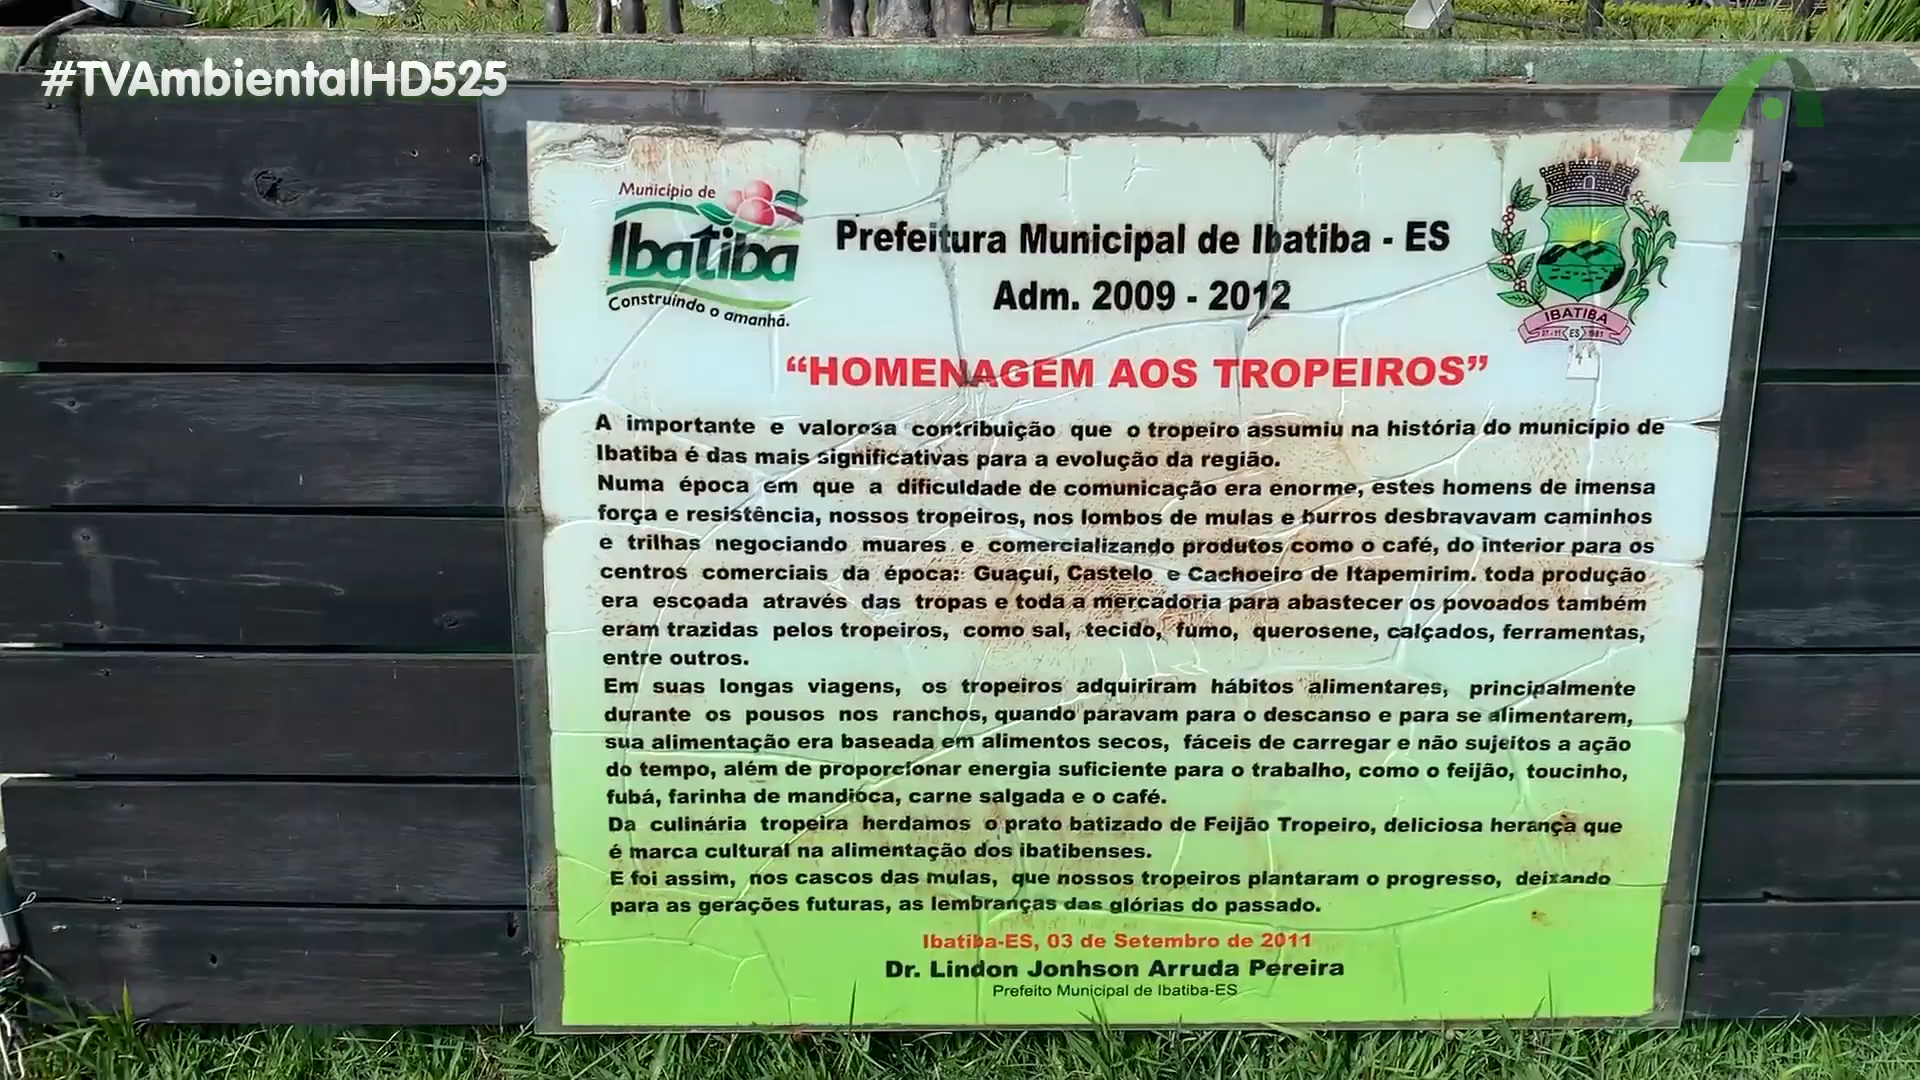 #TVAmbientalHD525
Município de
Ibatiba
Construindo o amanhã.
Prefeitura Municipal de Ibatiba - ES
Adm. 2009 - 2012
IBATIBA
27-11 ES 1981
“HOMENAGEM AOS TROPEIROS”
A importante e valorosa contribuição que o tropeiro assumiu na história do município de
Ibatiba é das mais significativas para a evolução da região.
Numa época em que a dificuldade de comunicação era enorme, estes homens de imensa
força e resistência, nossos tropeiros, nos lombos de mulas e burros desbravavam caminhos
e trilhas negociando muares e comercializando produtos como o café, do interior para os
centros comerciais da época: Guaçuí, Castelo e Cachoeiro de Itapemirim. toda produção
era escoada através das tropas e toda a mercadoria para abastecer os povoados também
eram trazidas pelos tropeiros, como sal, tecido, fumo, querosene, calçados, ferramentas,
entre outros.
Em suas longas viagens, os tropeiros adquiriram hábitos alimentares, principalmente
durante os pousos nos ranchos, quando paravam para o descanso e para se alimentarem,
sua alimentação era baseada em alimentos secos, fáceis de carregar e não sujeitos a ação
do tempo, além de proporcionar energia suficiente para o trabalho, como o feijão, toucinho,
fubá, farinha de mandioca, carne salgada e o café.
Da culinária tropeira herdamos o prato batizado de Feijão Tropeiro, deliciosa herança que
é marca cultural na alimentação dos ibatibenses.
E foi assim, nos cascos das mulas, que nossos tropeiros plantaram o progresso, deixando
para as gerações futuras, as lembranças das glórias do passado.
Ibatiba-ES, 03 de Setembro de 2011
Dr. Lindon Jonhson Arruda Pereira
Prefeito Municipal de Ibatiba-ES